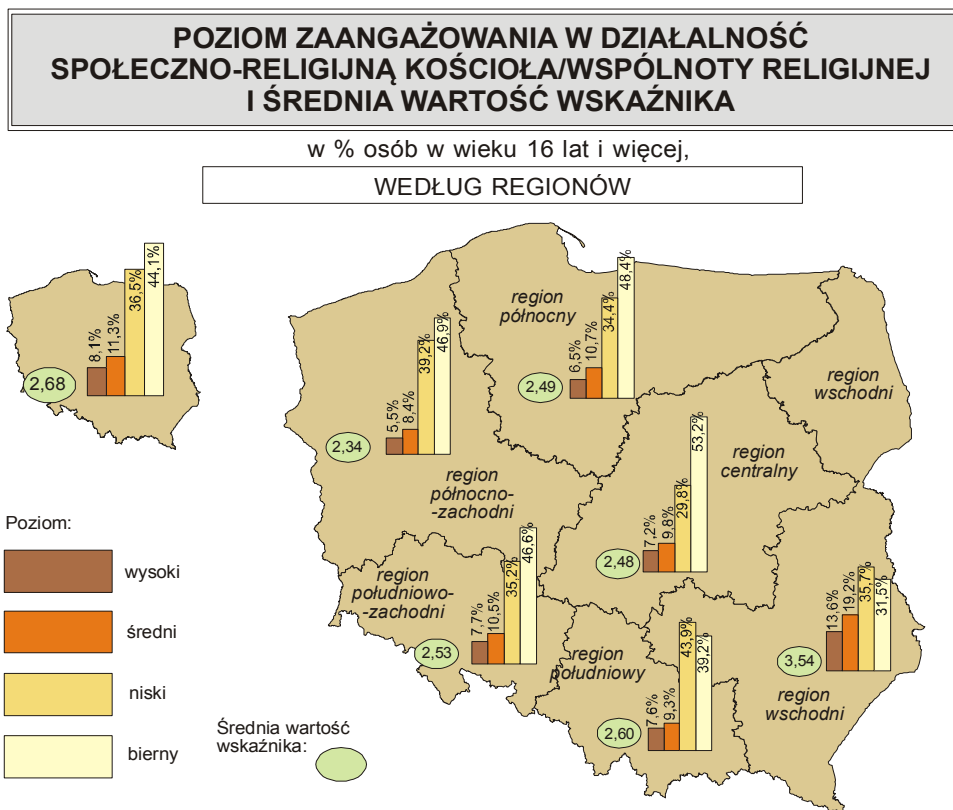 POZIOM ZAANGAŻOWANIA W DZIAŁALNOŚĆ
SPOŁECZNO-RELIGIJNĄ KOŚCIOŁA/WSPÓLNOTY RELIGIJNEJ
I ŚREDNIA WARTOŚĆ WSKAŹNIKA
w % osób w wieku 16 lat i więcej,
WEDŁUG REGIONÓW
2,68
8,1%
11,3%
36,5%
44,1%
region
północny
2,49
6,5%
10,7%
34,4%
48,4%
region
wschodni
2,34
5,5%
8,4%
39,2%
46,9%
region
północno-
-zachodni
region
centralny
2,48
7,2%
9,8%
29,8%
53,2%
region
południowo-
-zachodni
2,53
7,7%
10,5%
35,2%
46,6%
region
południowy
2,60
7,6%
9,3%
43,9%
39,2%
3,54
13,6%
19,2%
35,7%
31,5%
region
wschodni
Poziom:
wysoki
średni
niski
bierny
Średnia wartość
wskaźnika: